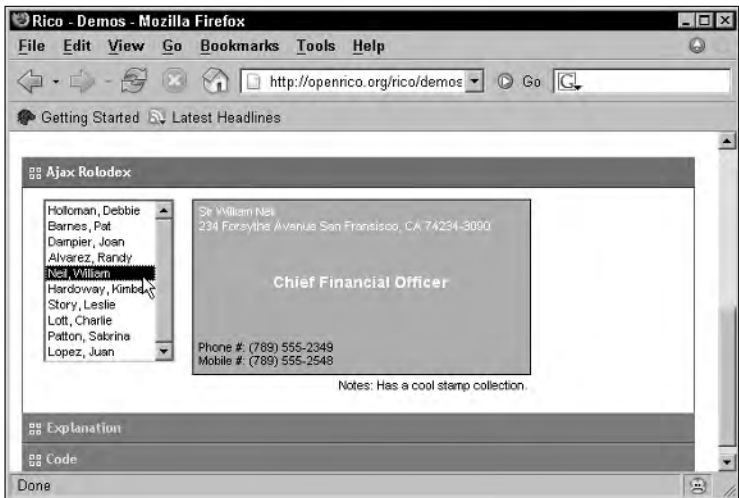 Rico - Demos - Mozilla Firefox
File Edit View Go Bookmarks Tools Help
http://openrico.org/rico/demos Go G
Getting Started Latest Headlines
Ajax Rolodex
Holloman, Debbie
Barnes, Pat
Dampier, Joan
Alvarez, Randy
Neil, William
Hardoway, Kimbe
Story, Leslie
Lott, Charlie
Patton, Sabrina
Lopez, Juan
Sir William Neil
234 Forsythe Avenue San Fransisco, CA 74234-3090
Chief Financial Officer
Phone #: (789) 555-2349
Mobile #: (789) 555-2548
Notes: Has a cool stamp collection.
Explanation
Code
Done